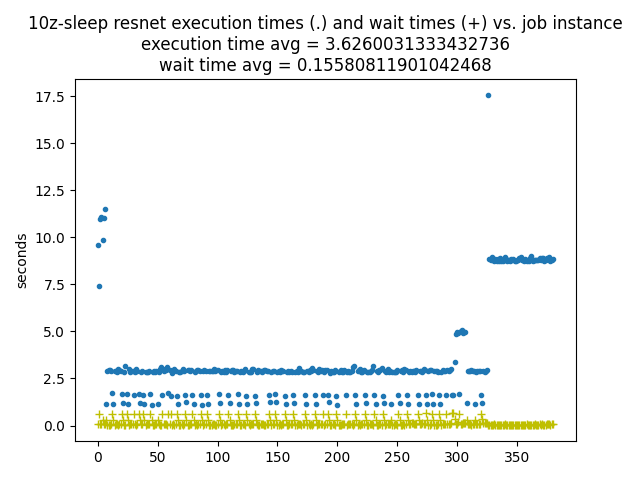 10z-sleep resnet execution times (.) and wait times (+) vs. job instance
execution time avg = 3.6260031333432736
wait time avg = 0.15580811901042468
17.5
15.0
12.5
10.0
7.5
5.0
2.5
0.0
seconds
0 50 100 150 200 250 300 350